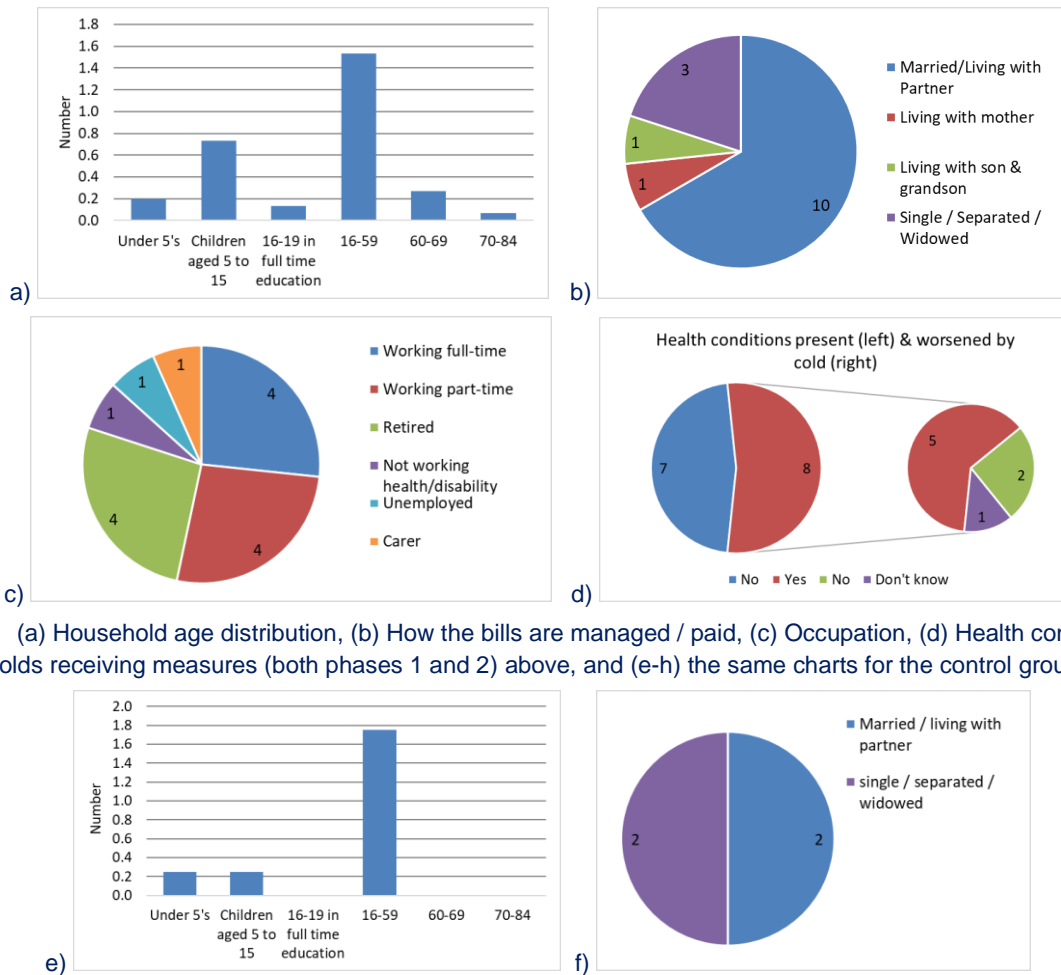 1.8
1.6
1.4
1.2
1.0
0.8
0.6
0.4
0.2
0.0
Number
Under 5's
Children aged 5 to 15
16-19 in full time education
16-59
60-69
70-84
a)
3
1
1
10
Married/Living with
Partner
Living with mother
Living with son &
grandson
Single / Separated /
Widowed
b)
1
1
1
4
4
4
Working full-time
Working part-time
Retired
Not working
health/disability
Unemployed
Carer
c)
Health conditions present (left) & worsened by
cold (right)
7
8
5
2
1
No Yes No Don't know
d)
(a) Household age distribution, (b) How the bills are managed / paid, (c) Occupation, (d) Health
receiving measures (both phases 1 and 2) above, and (e-h) the same charts for the control
2.0
1.8
1.6
1.4
1.2
1.0
0.8
0.6
0.4
0.2
0.0
Number
Under 5's
Children aged 5 to 15
16-19 in full time education
16-59
60-69
70-84
e)
2
2
Married / living with
partner
single / separated /
widowed
f)